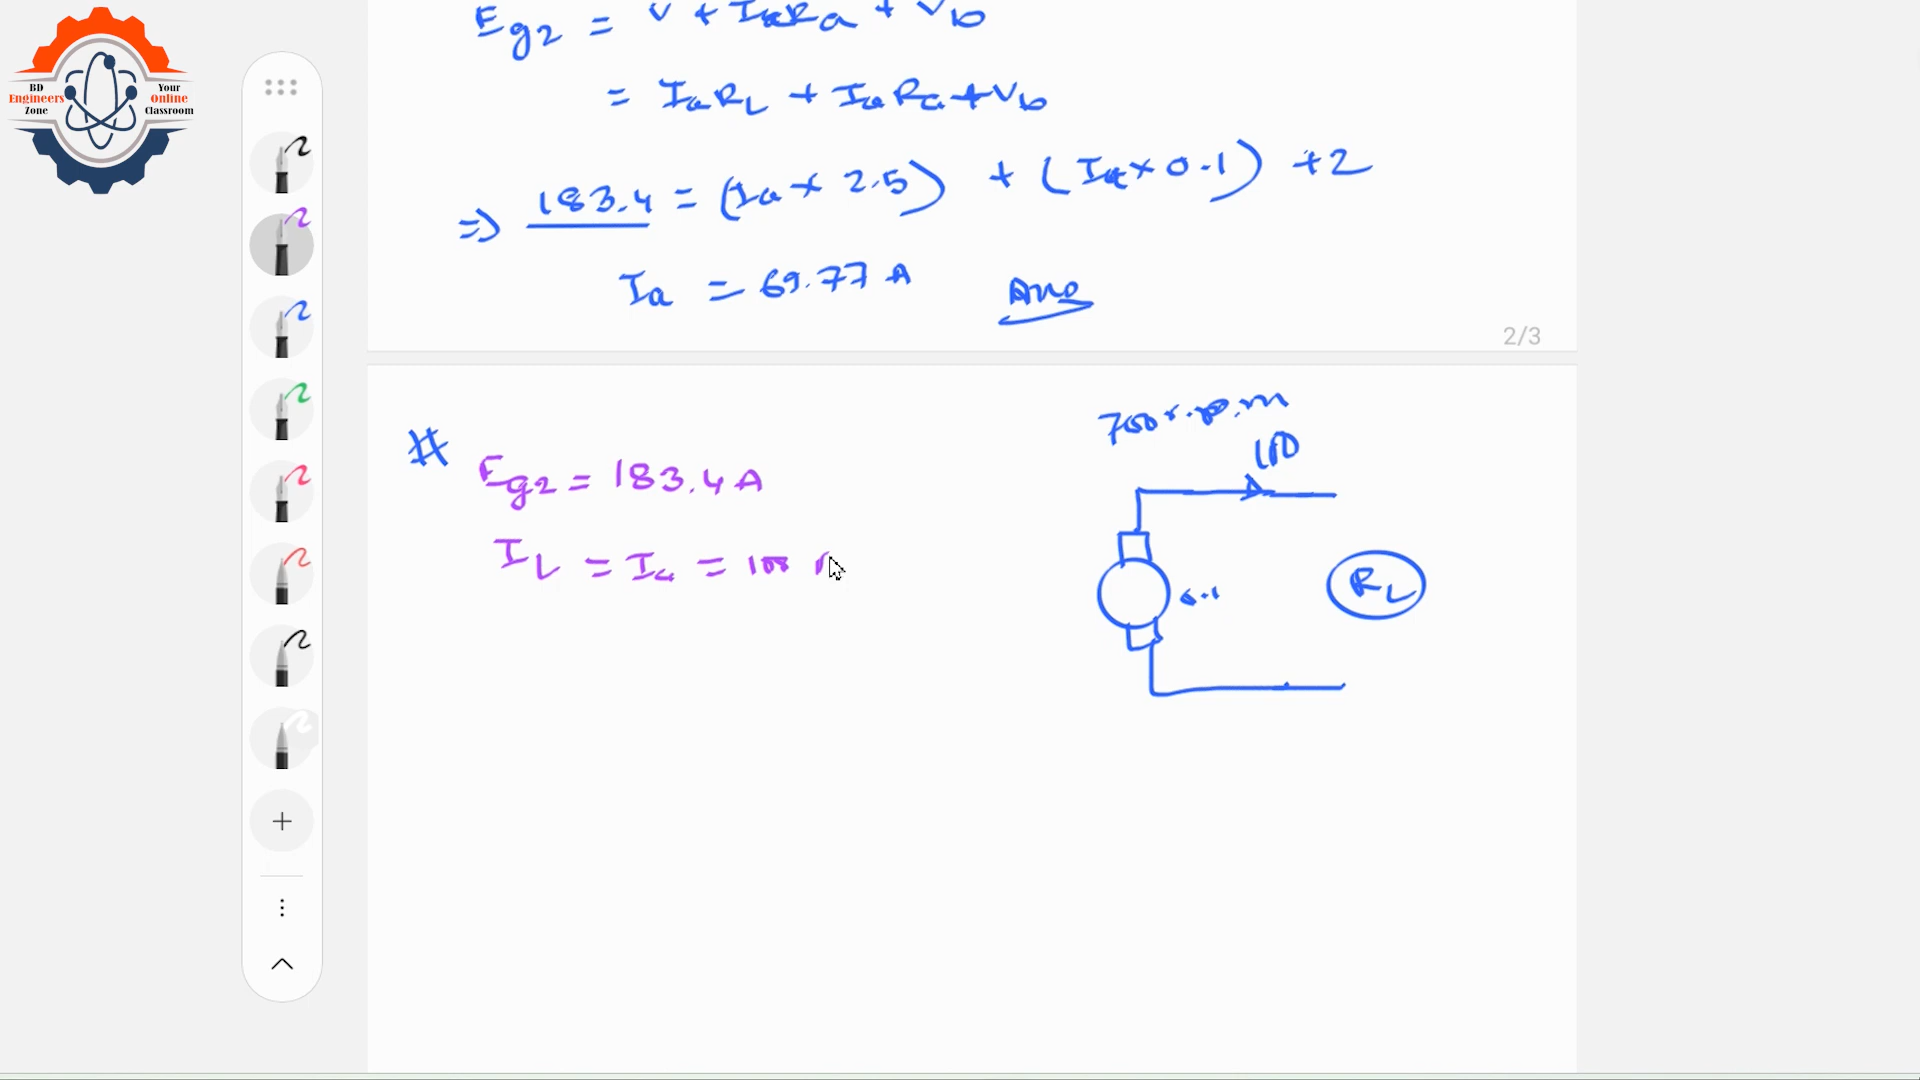 BD
Engineers
Zone
Your
Online
Classroom
Eg2 = V + IaRa + Vb
= IaRL + IaRa + Vb
=> 183.4 = (Ia × 2.5) + (Ia × 0.1) + 2
Ia = 69.77 A Ans
2/3
# Eg2 = 183.4 A
IL = Ia = 100
700 r.p.m
100
0.1
RL